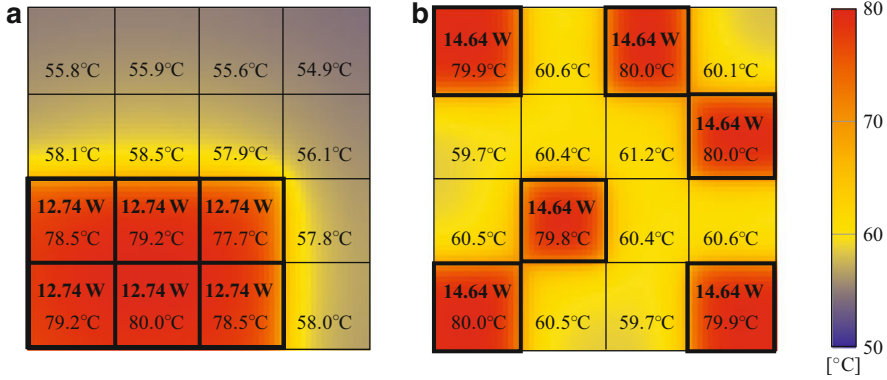 a
55.8°C 55.9°C 55.6°C 54.9°C
58.1°C 58.5°C 57.9°C 56.1°C
12.74 W 12.74 W 12.74 W
78.5°C 79.2°C 77.7°C 57.8°C
12.74 W 12.74 W 12.74 W
79.2°C 80.0°C 78.5°C 58.0°C
b
14.64 W 14.64 W
79.9°C 60.6°C 80.0°C 60.1°C
14.64 W
59.7°C 60.4°C 61.2°C 80.0°C
14.64 W
60.5°C 79.8°C 60.4°C 60.6°C
14.64 W 14.64 W
80.0°C 60.5°C 59.7°C 79.9°C
80
70
60
50
[°C]